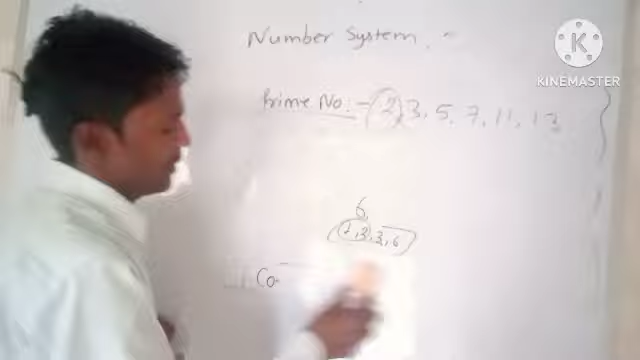 Number System. -
Prime No. :- 2, 3, 5, 7, 11, 13 }
6,
1, 2, 3, 6
Co
K
KINEMASTER